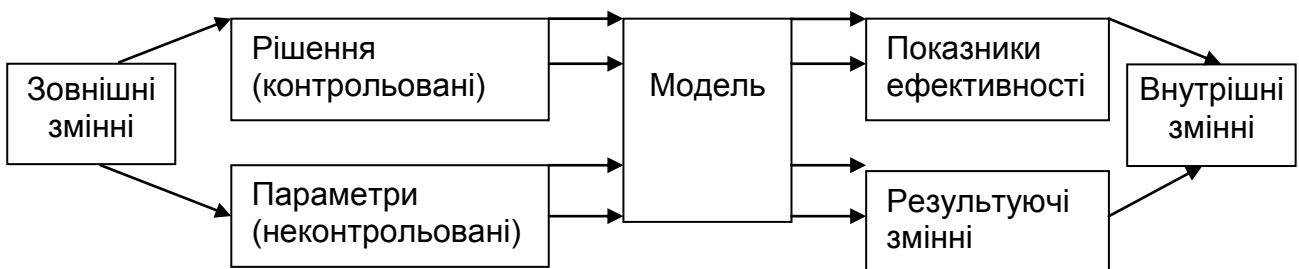 Зовнішні
змінні
Рішення
(контрольовані)
Параметри
(неконтрольовані)
Модель
Показники
ефективності
Результуючі
змінні
Внутрішні
змінні